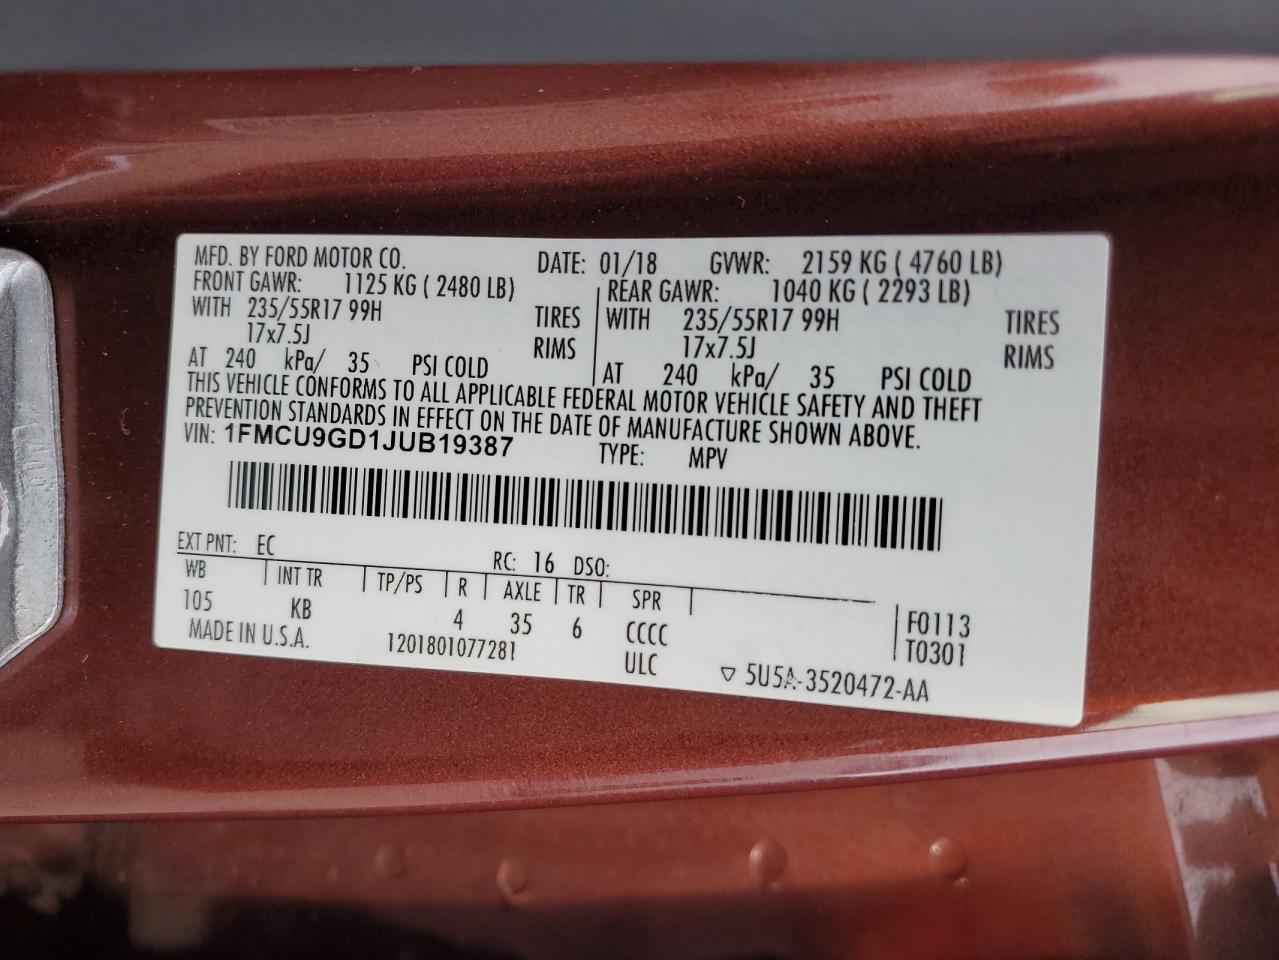 MFD. BY FORD MOTOR CO. DATE: 01/18 GVWR: 2159 KG ( 4760 LB)
FRONT GAWR: 1125 KG ( 2480 LB) REAR GAWR: 1040 KG ( 2293 LB)
WITH 235/55R17 99H TIRES WITH 235/55R17 99H TIRES
17x7.5J RIMS 17x7.5J RIMS
AT 240 kPa/ 35 PSI COLD AT 240 kPa/ 35 PSI COLD
THIS VEHICLE CONFORMS TO ALL APPLICABLE FEDERAL MOTOR VEHICLE SAFETY AND THEFT
PREVENTION STANDARDS IN EFFECT ON THE DATE OF MANUFACTURE SHOWN ABOVE.
VIN: 1FMCU9GD1JUB19387 TYPE: MPV
EXT PNT: EC RC: 16 DSO:
WB INT TR TP/PS R AXLE TR SPR
105 KB 4 35 6 CCCC F0113
MADE IN U.S.A. 1201801077281 ULC T0301
5U5A-3520472-AA